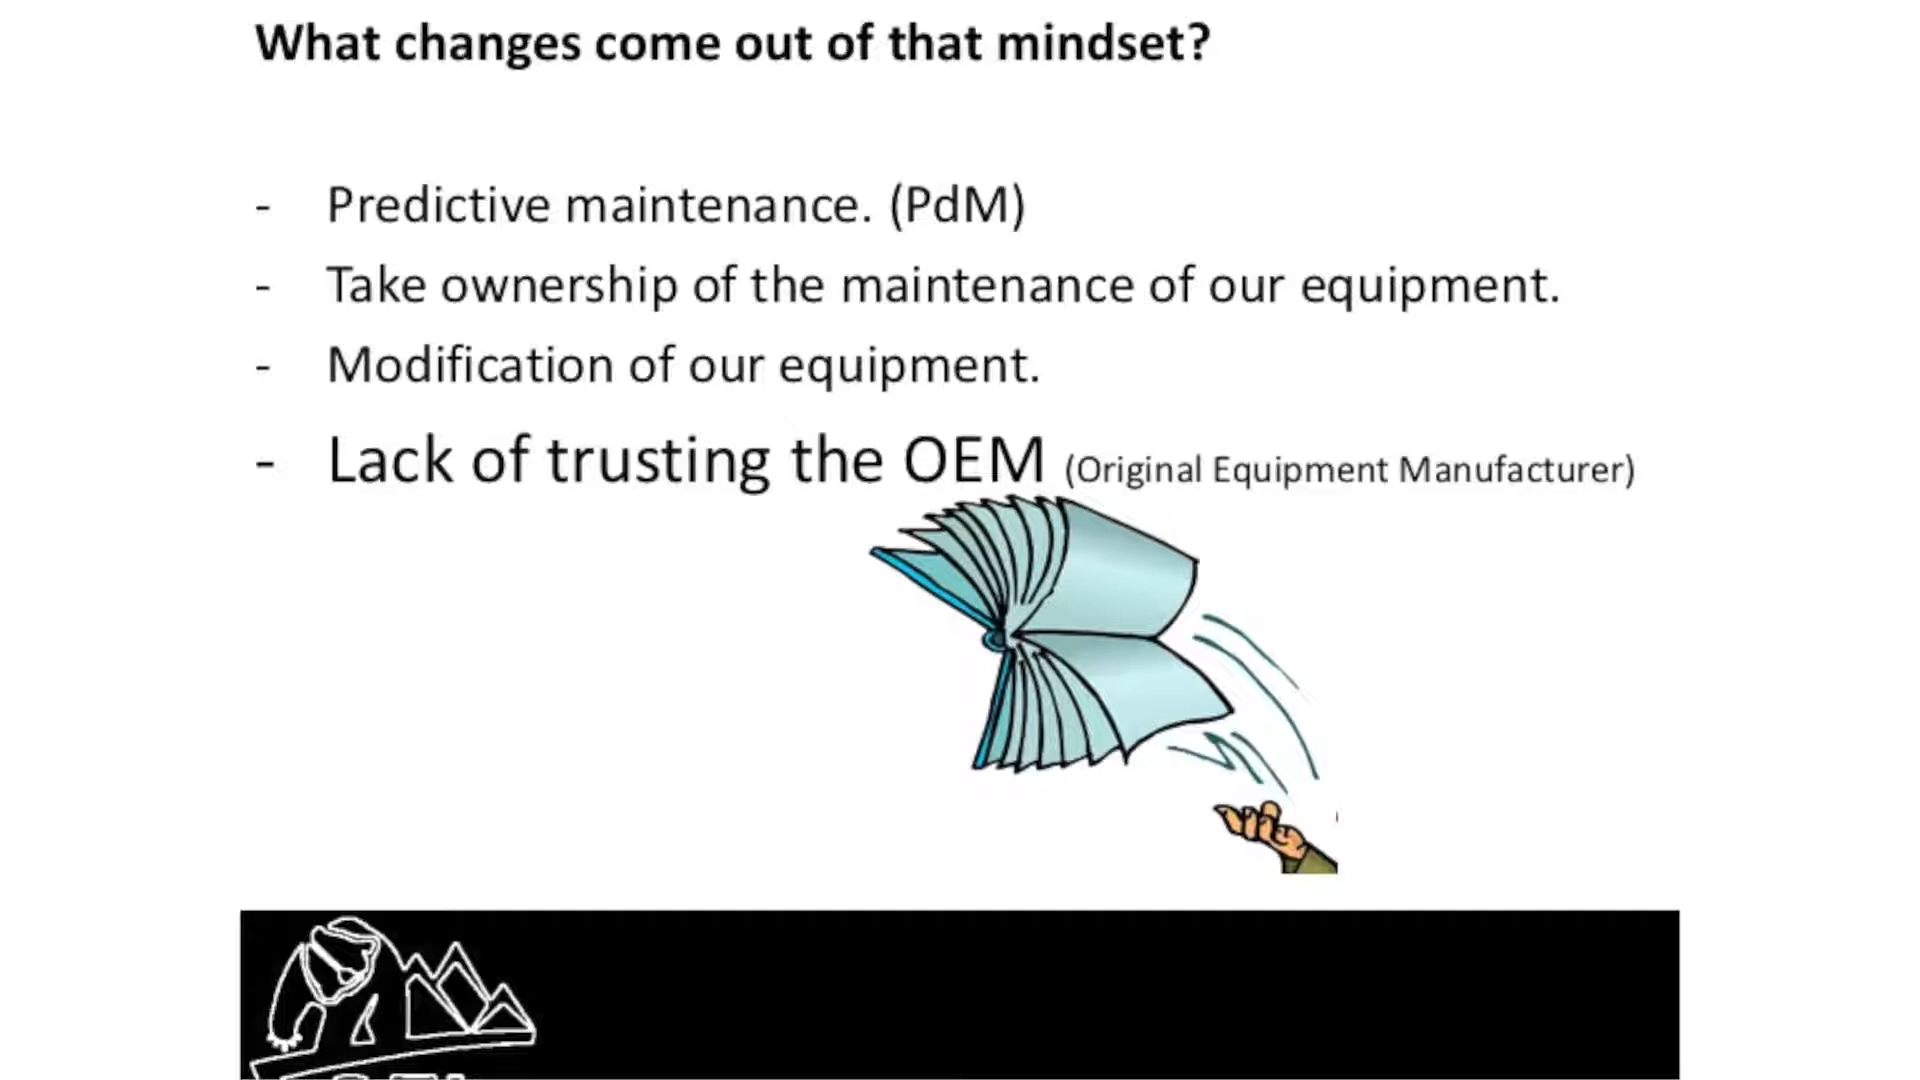 What changes come out of that mindset?
- Predictive maintenance. (PdM)
- Take ownership of the maintenance of our equipment.
- Modification of our equipment.
- Lack of trusting the OEM (Original Equipment Manufacturer)